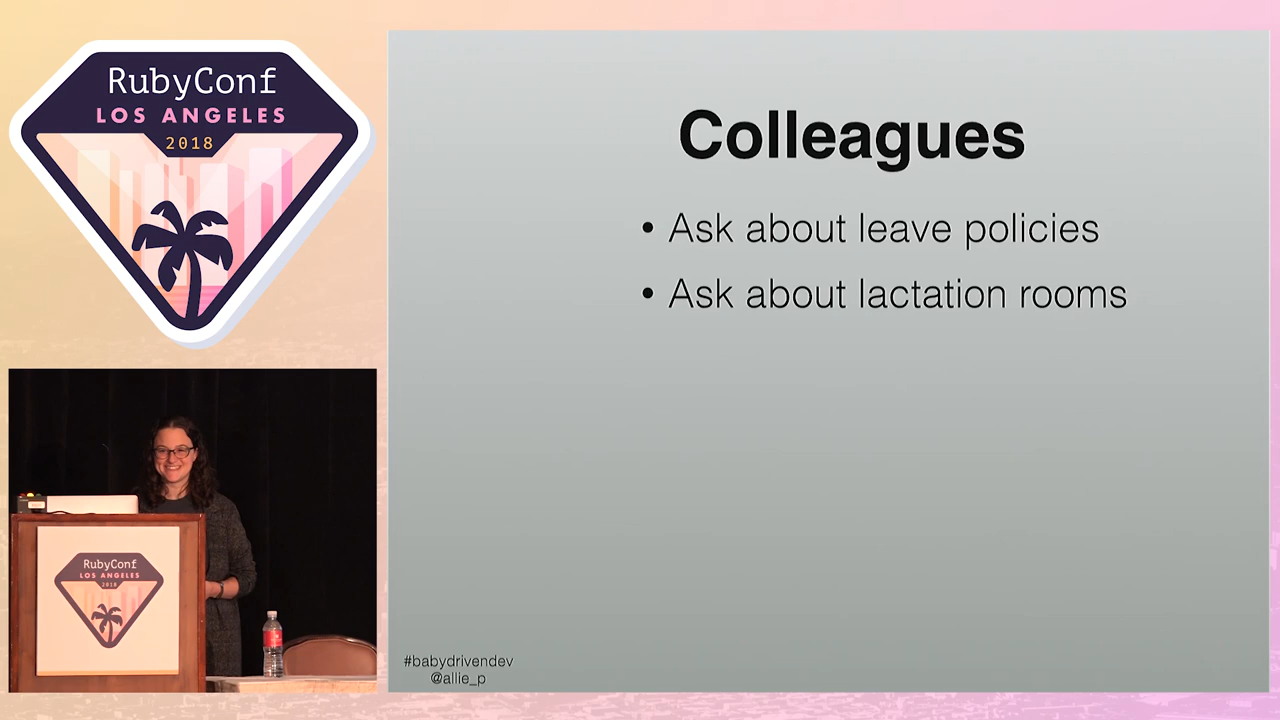 RubyConf
LOS ANGELES
2018
Colleagues
• Ask about leave policies
• Ask about lactation rooms
RubyConf
LOS ANGELES
2018
#babydrivendev
@allie_p